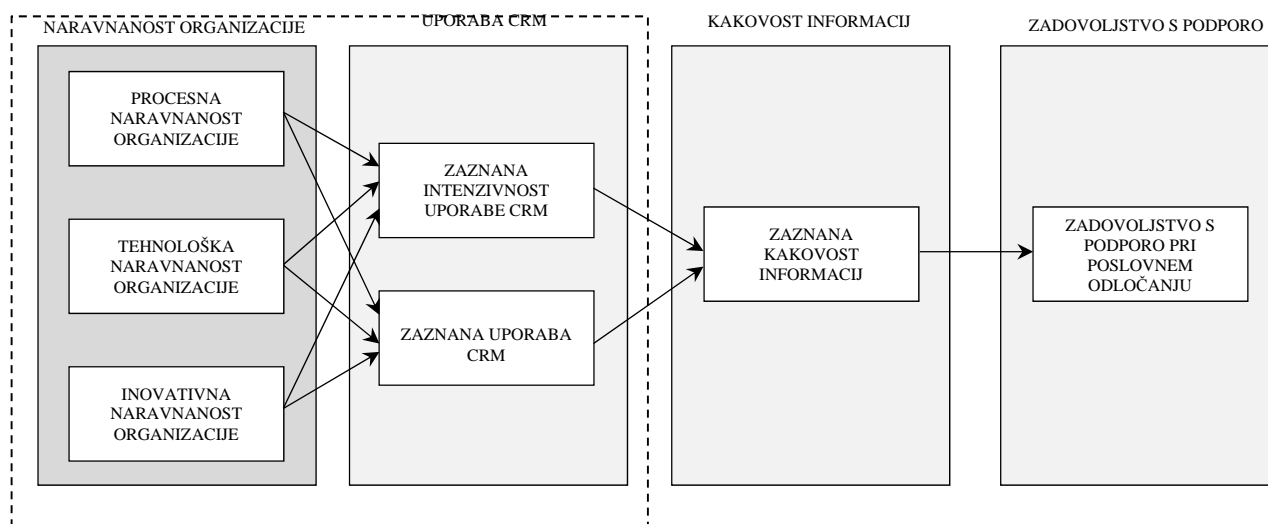 NARAVNANOST ORGANIZACIJE
PROCESNA
NARAVNANOST
ORGANIZACIJE
TEHNOLOŠKA
NARAVNANOST
ORGANIZACIJE
INOVATIVNA
NARAVNANOST
ORGANIZACIJE
UPORABA CRM
ZAZNANA
INTENZIVNOST
UPORABE CRM
ZAZNANA UPORABA
CRM
KAKOVOST INFORMACIJ
ZAZNANA
KAKOVOST
INFORMACIJ
ZADOVOLJSTVO S PODPORO
ZADOVOLJSTVO S
PODPORO PRI
POSLOVNEM
ODLOČANJU